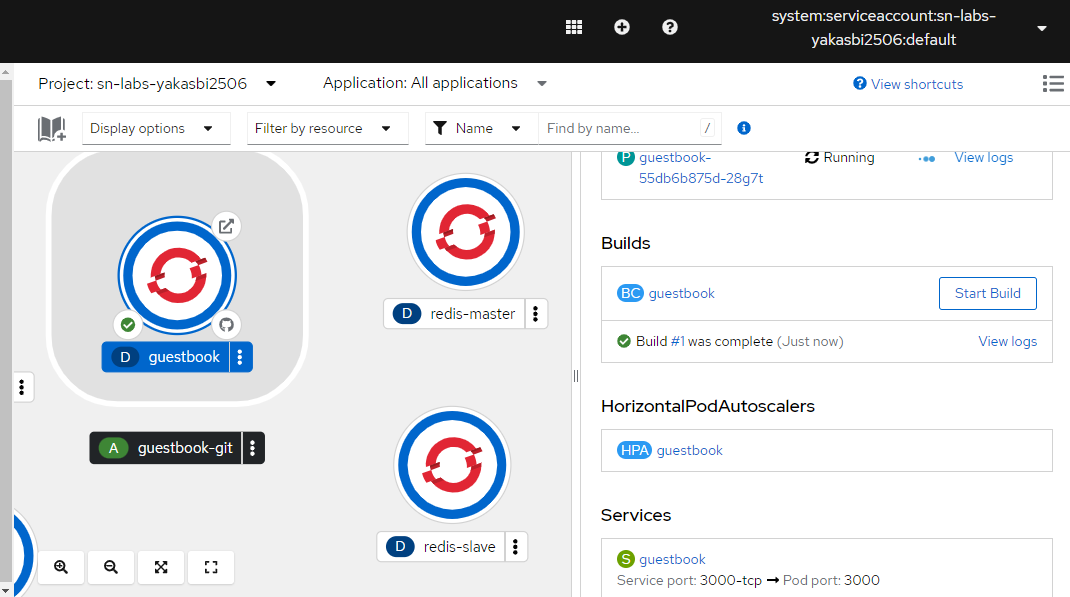 system:serviceaccount:sn-labs-
yakasbi2506:default
Project: sn-labs-yakasbi2506
Application: All applications
View shortcuts
Display options
Filter by resource
Name
Find by name...
/
D guestbook
A guestbook-git
D redis-master
D redis-slave
P guestbook-
55db6b875d-28g7t
Running
View logs
Builds
BC guestbook
Start Build
Build #1 was complete (Just now)
View logs
HorizontalPodAutoscalers
HPA guestbook
Services
S guestbook
Service port: 3000-tcp → Pod port: 3000